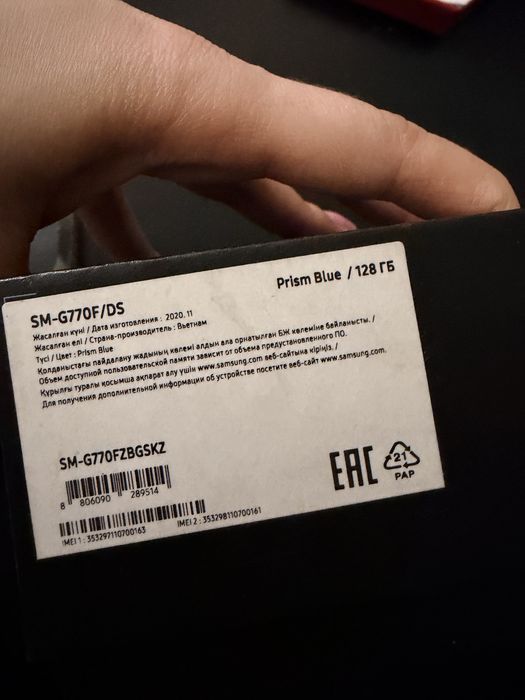 SM-G770F/DS
Prism Blue / 128 ГБ
Жасалған күні / Дата изготовления : 2020.11
Жасалған елі / Страна-производитель : Вьетнам
Түсі / Цвет : Prism Blue
Қолданыстағы пайдалану жадының көлемі алдын ала орнатылған БЖ көлеміне байланысты. /
Объем доступной пользовательской памяти зависит от объема предустановленного ПО.
Құрылғы туралы қосымша ақпарат алу үшін www.samsung.com веб-сайтына кіріңіз. /
Для получения дополнительной информации об устройстве посетите веб-сайт www.samsung.com.
SM-G770FZBGSKZ
8 806090 289514
EAC
21
PAP
IMEI 1 : 353297110700163
IMEI 2 : 353298110700161